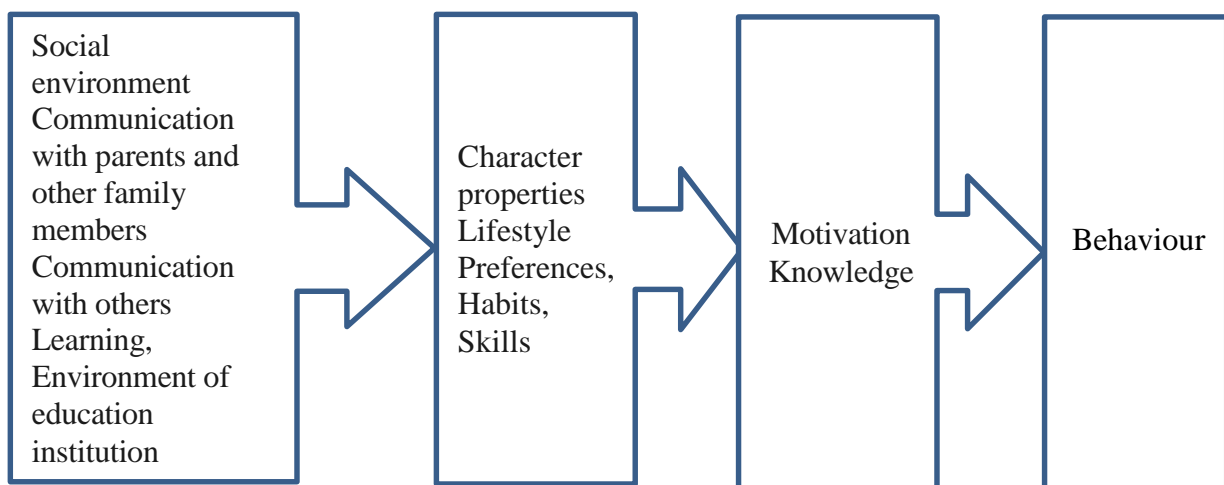 Social
environment
Communication
with parents and
other family
members
Communication
with others
Learning,
Environment of
education
institution
Character
properties
Lifestyle
Preferences,
Habits,
Skills
Motivation
Knowledge
Behaviour